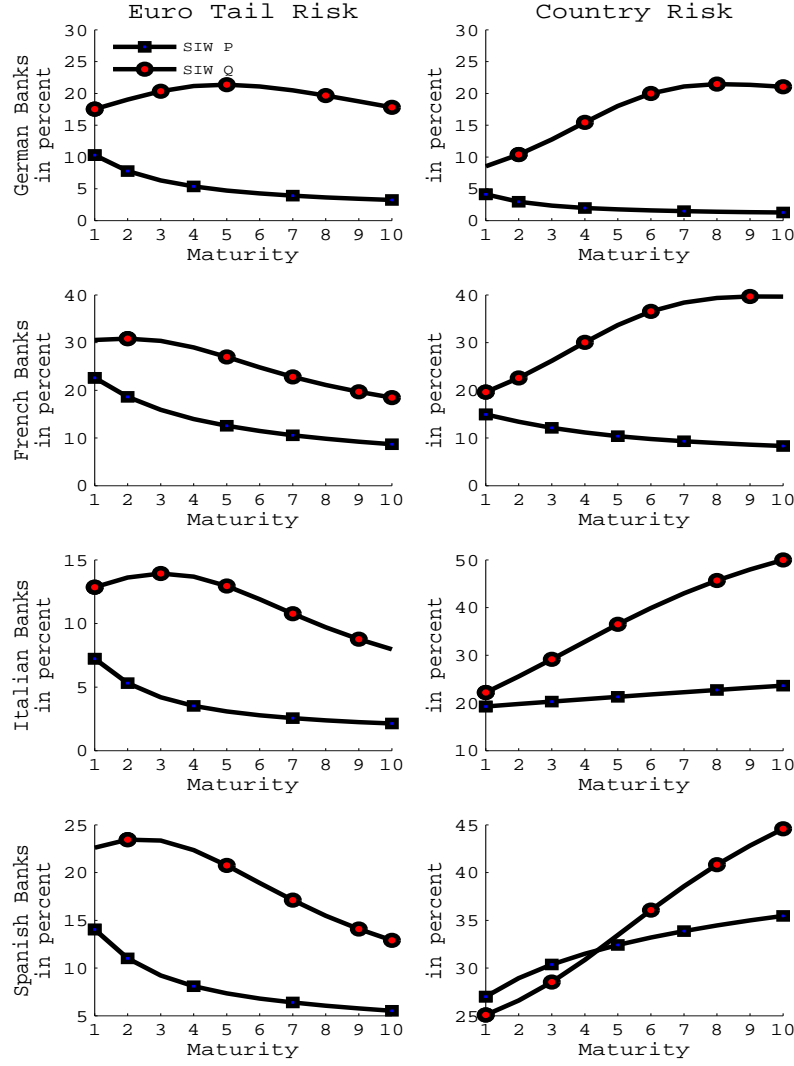 Euro Tail Risk Country Risk
German Banks
in percent
30
25
20
15
10
5
0
SIW P
SIW Q
1 2 3 4 5 6 7 8 9 10
Maturity
in percent
30
25
20
15
10
5
0
1 2 3 4 5 6 7 8 9 10
Maturity
French Banks
in percent
40
30
20
10
0
1 2 3 4 5 6 7 8 9 10
Maturity
in percent
40
30
20
10
0
1 2 3 4 5 6 7 8 9 10
Maturity
Italian Banks
in percent
15
10
5
0
1 2 3 4 5 6 7 8 9 10
Maturity
in percent
50
40
30
20
10
1 2 3 4 5 6 7 8 9 10
Maturity
Spanish Banks
in percent
25
20
15
10
5
1 2 3 4 5 6 7 8 9 10
Maturity
in percent
45
40
35
30
25
1 2 3 4 5 6 7 8 9 10
Maturity